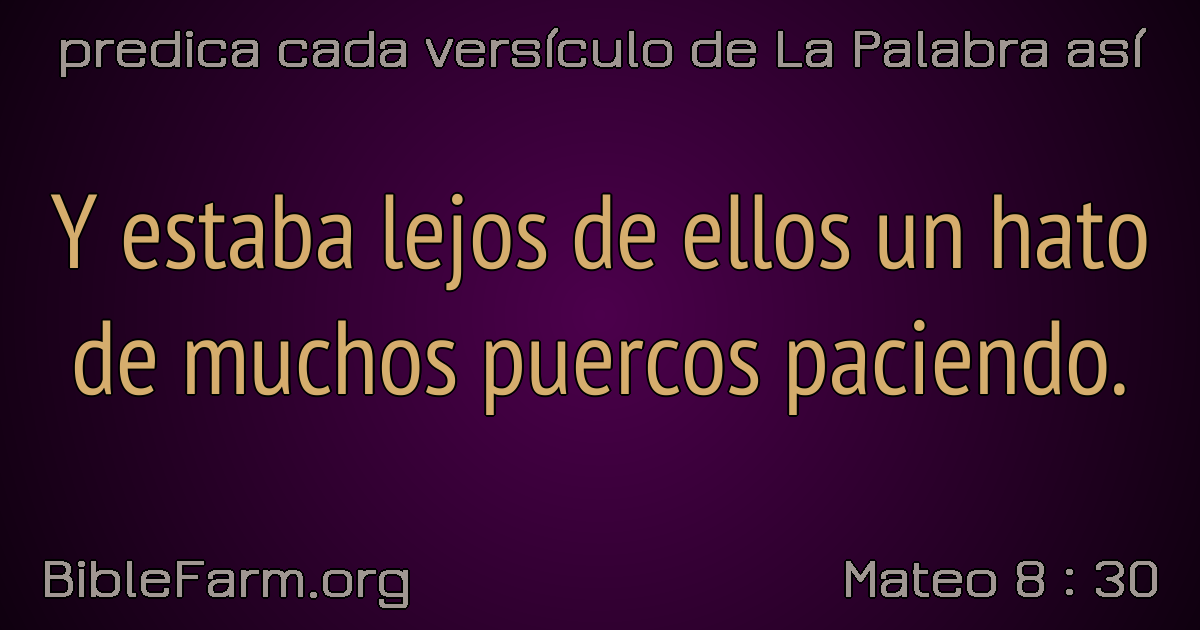 predica cada versículo de La Palabra así
Y estaba lejos de ellos un hato
de muchos puercos paciendo.
BibleFarm.org
Mateo 8 : 30